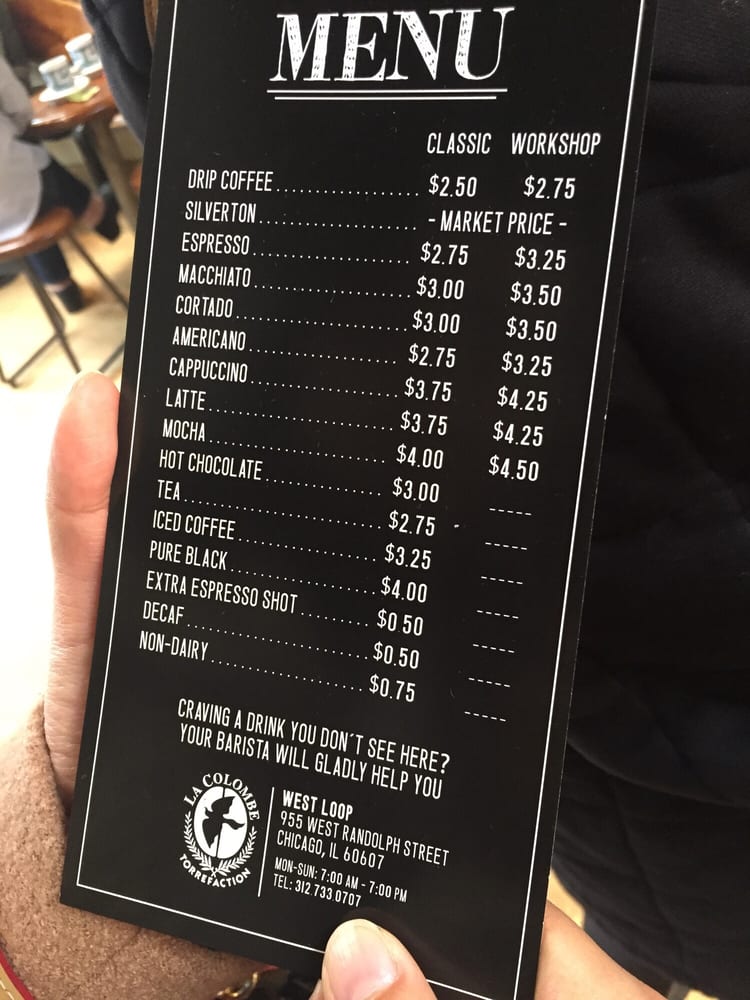 MENU
CLASSIC WORKSHOP
DRIP COFFEE.................... $2.50 $2.75
SILVERTON...................... - MARKET PRICE -
ESPRESSO...................... $2.75 $3.25
MACCHIATO...................... $3.00 $3.50
CORTADO........................ $3.00 $3.50
AMERICANO...................... $2.75 $3.25
CAPPUCCINO..................... $3.75 $4.25
LATTE.......................... $3.75 $4.25
MOCHA.......................... $4.00 $4.50
HOT CHOCOLATE................. $3.00 -----
TEA............................ $2.75 -----
ICED COFFEE.................... $3.25 -----
PURE BLACK..................... $4.00 -----
EXTRA ESPRESSO SHOT.......... $0.50 -----
DECAF.......................... $0.50 -----
NON-DAIRY...................... $0.75 -----
CRAVING A DRINK YOU DON'T SEE HERE?
YOUR BARISTA WILL GLADLY HELP YOU
LA COLOMBE
TORREFACTION
WEST LOOP
955 WEST RANDOLPH STREET
CHICAGO, IL 60607
MON-SUN: 7:00 AM - 7:00 PM
TEL: 312.733.0707